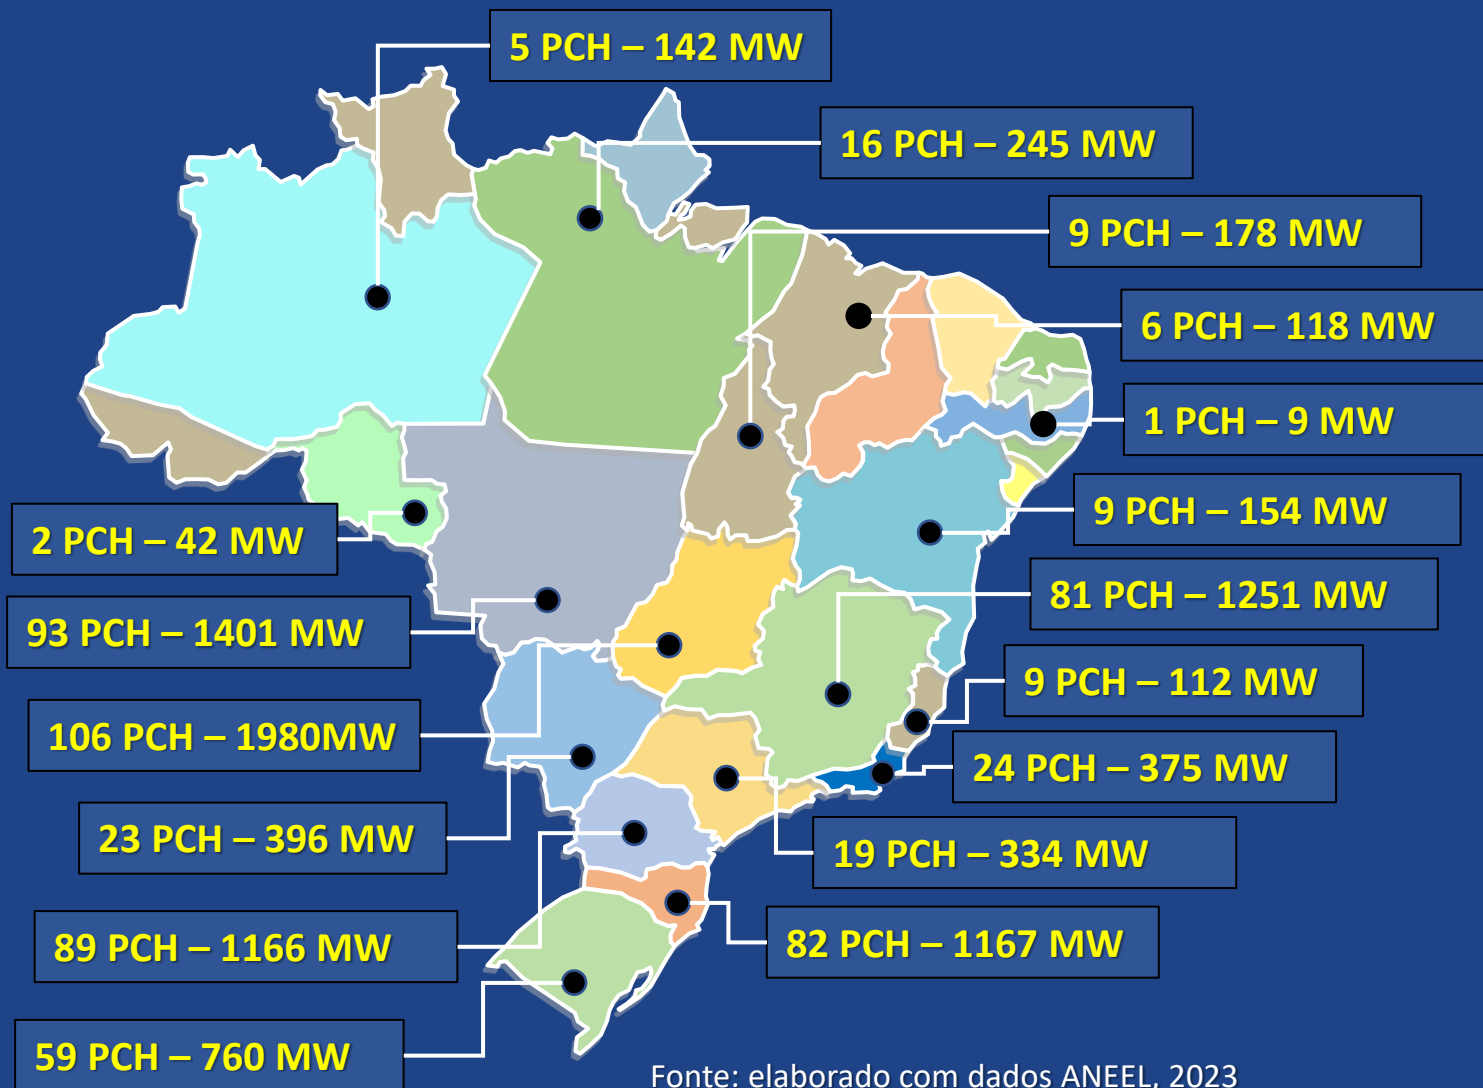 5 PCH – 142 MW
16 PCH – 245 MW
9 PCH – 178 MW
6 PCH – 118 MW
1 PCH – 9 MW
9 PCH – 154 MW
2 PCH – 42 MW
81 PCH – 1251 MW
93 PCH – 1401 MW
9 PCH – 112 MW
106 PCH – 1980MW
24 PCH – 375 MW
23 PCH – 396 MW
19 PCH – 334 MW
89 PCH – 1166 MW
82 PCH – 1167 MW
59 PCH – 760 MW
Fonte: elaborado com dados ANEEL, 2023